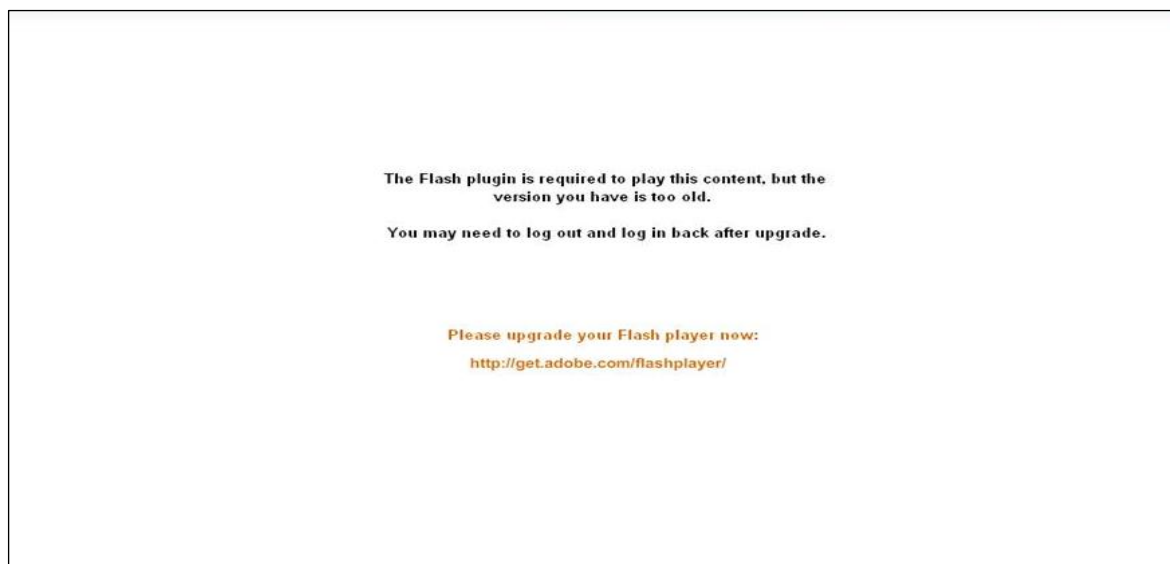 The Flash plugin is required to play this content, but the
version you have is too old.
You may need to log out and log in back after upgrade.
Please upgrade your Flash player now:
http://get.adobe.com/flashplayer/